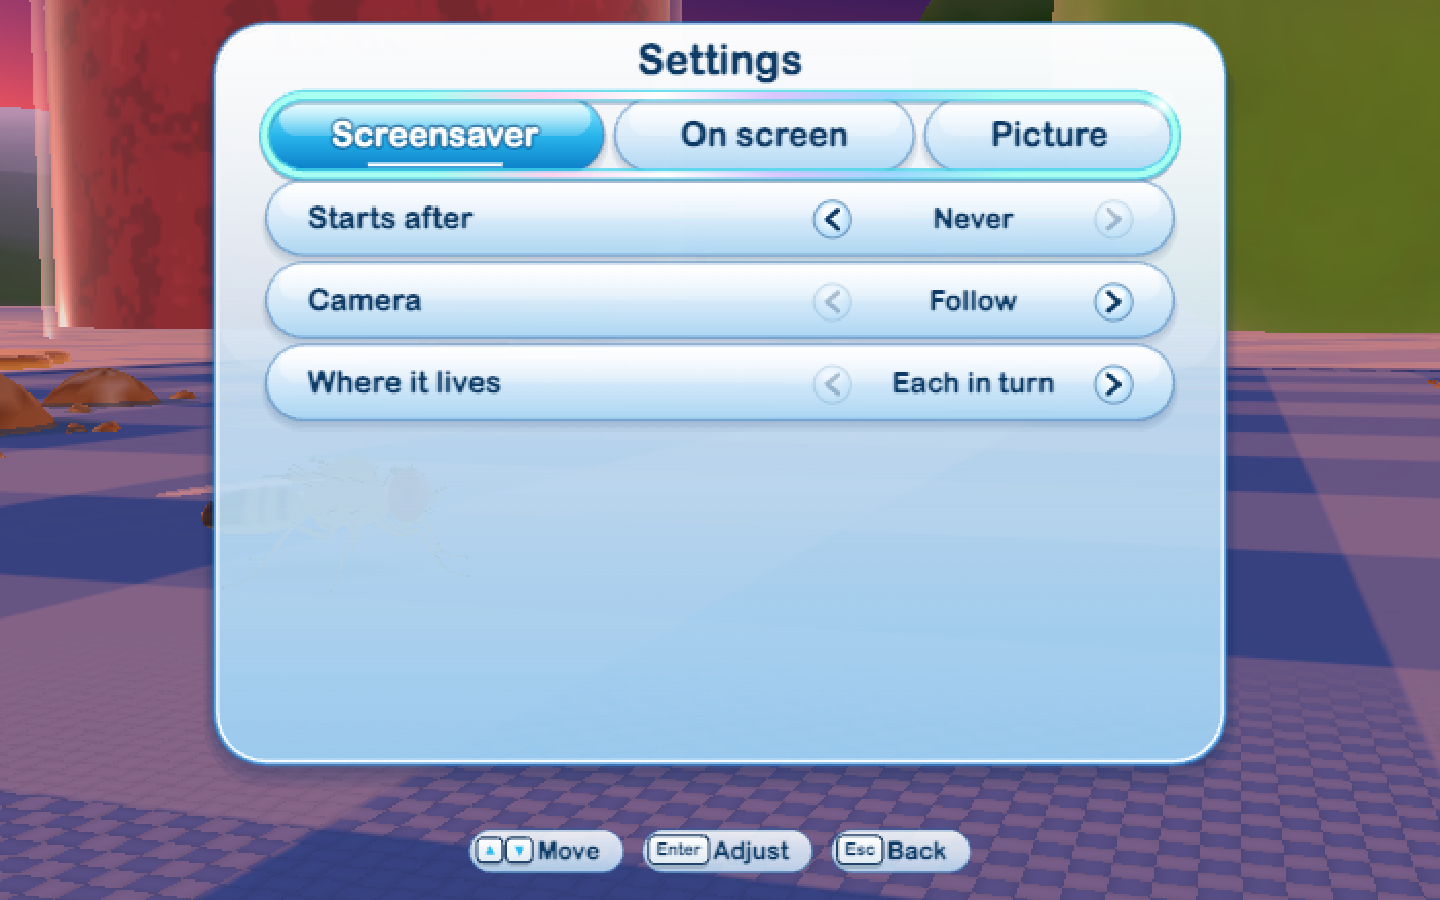 Settings
Screensaver On screen Picture
Starts after Never
Camera Follow
Where it lives Each in turn
Move Enter Adjust Esc Back